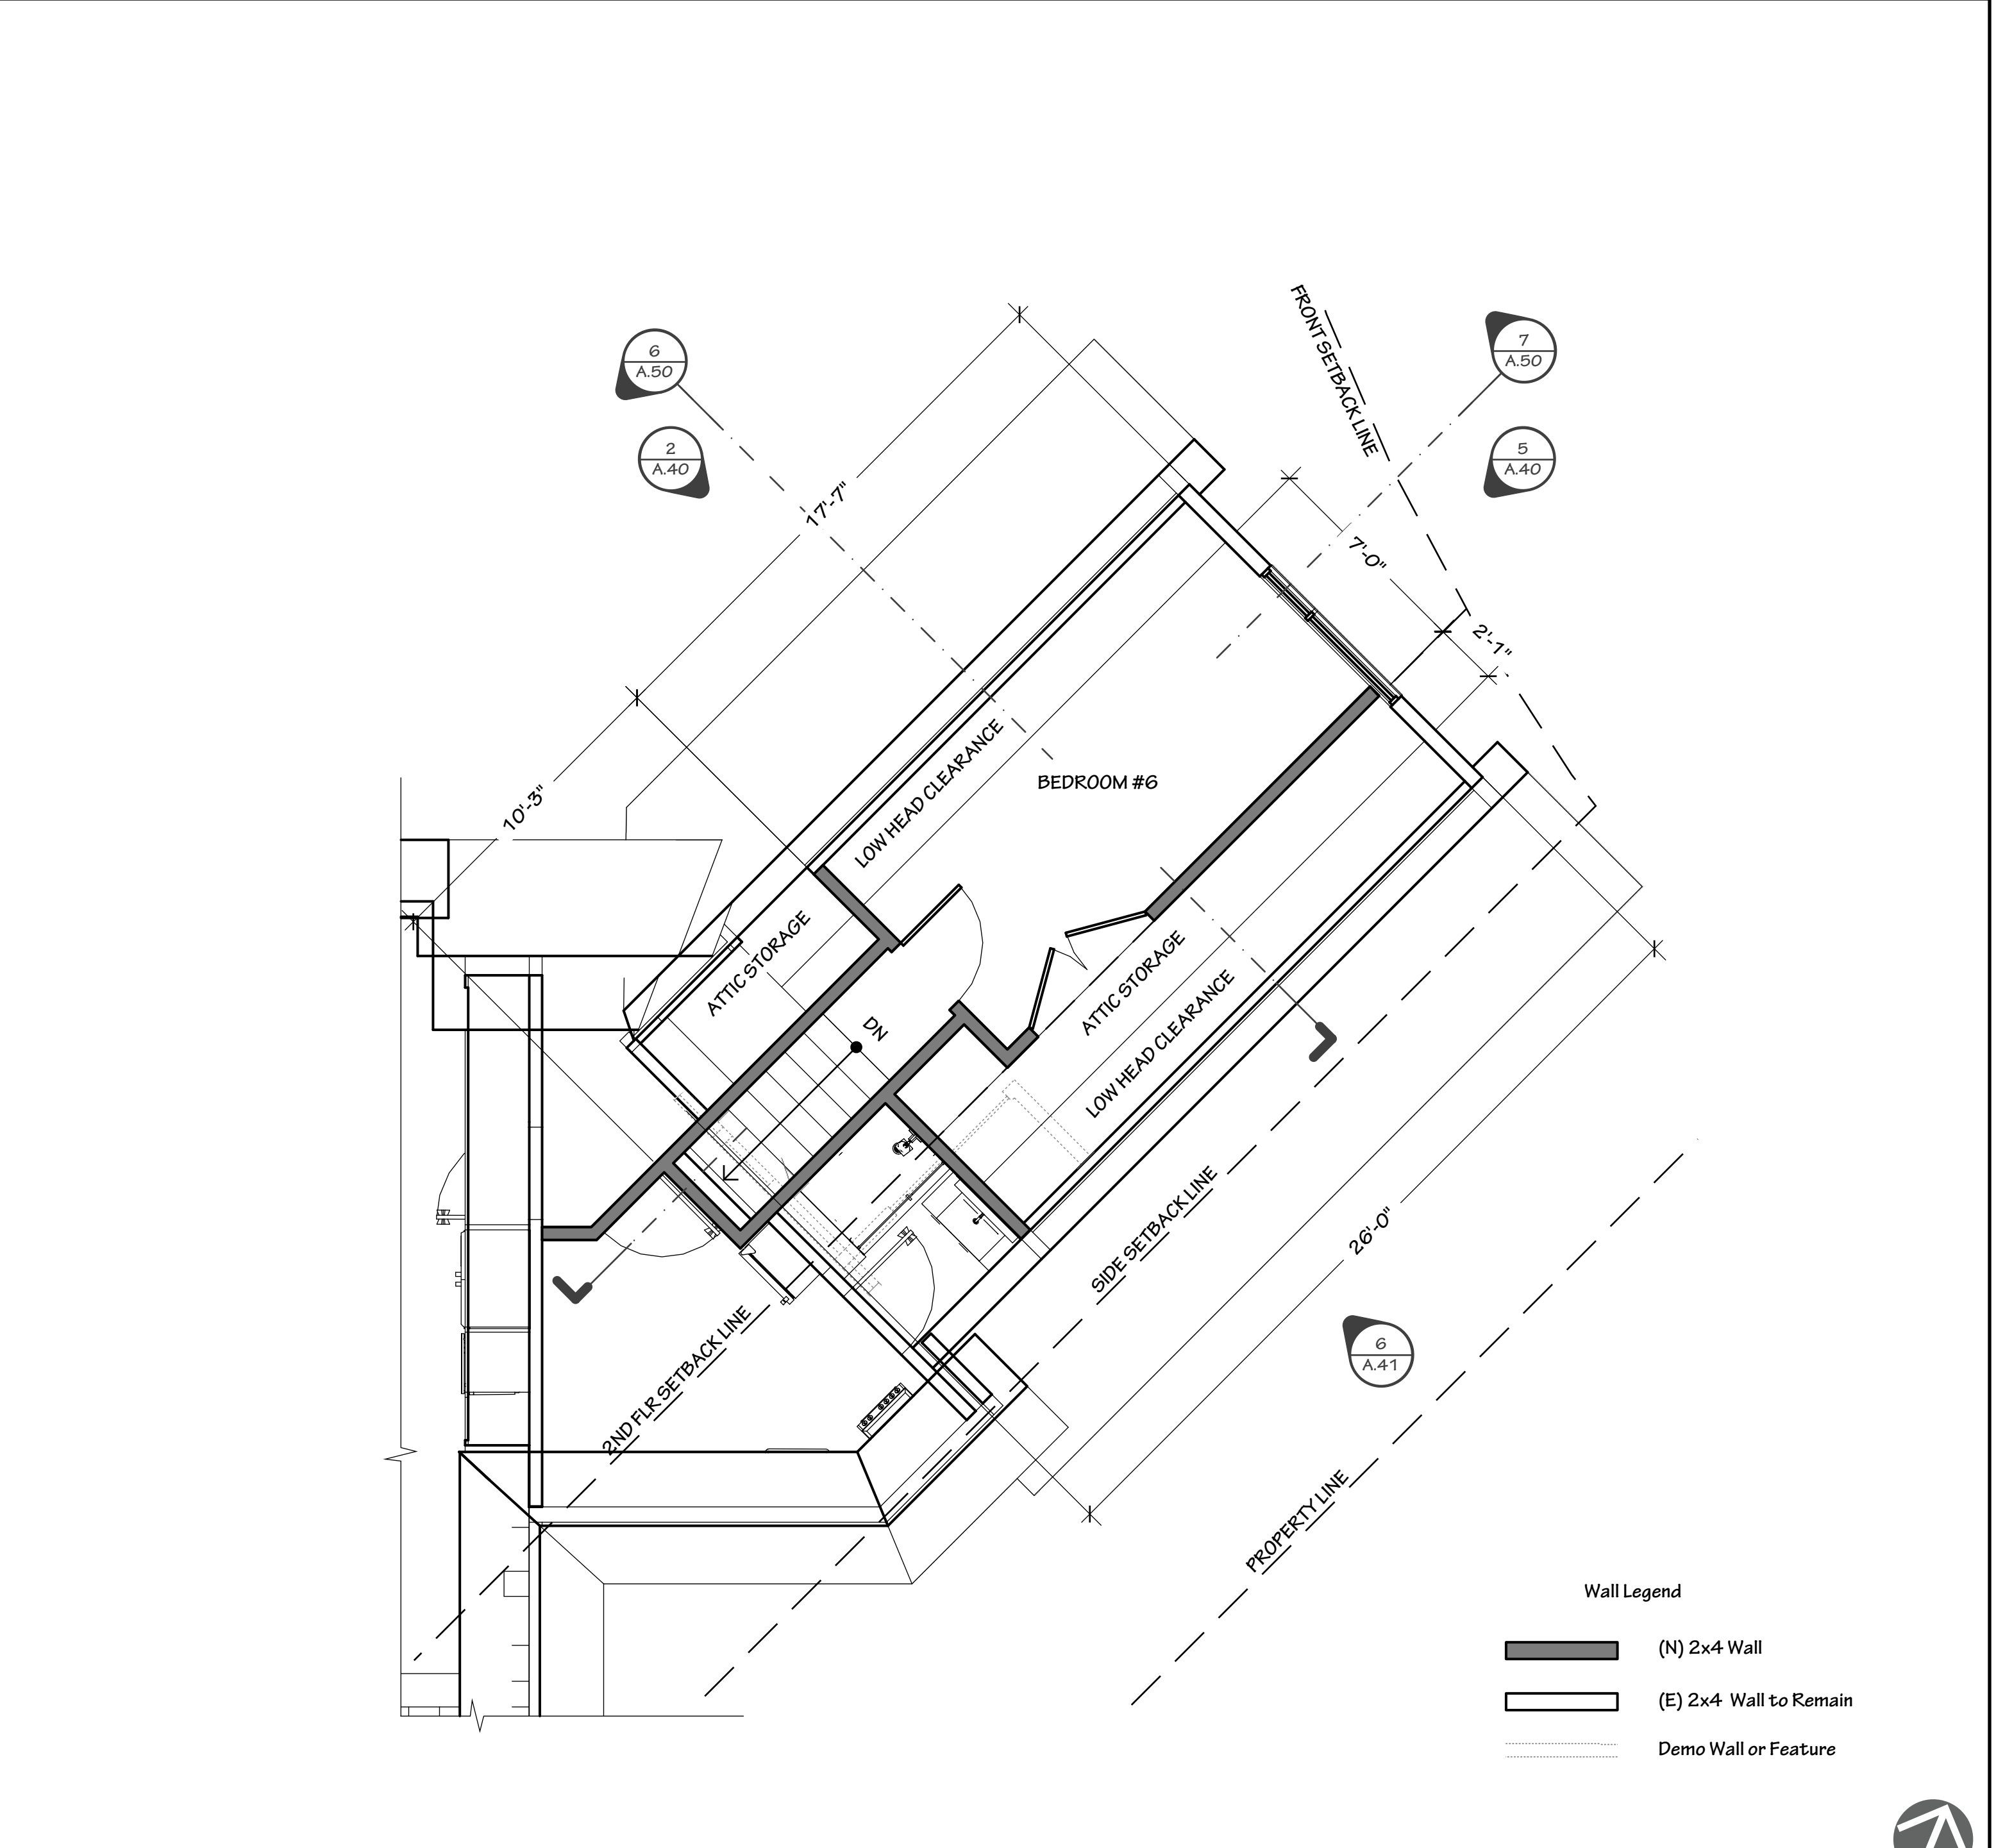 FRONT SETBACK LINE
6
A.50
7
A.50
2
A.40
5
A.40
17'-7"
7'-0"
2'-1"
10'-3"
LOW HEAD CLEARANCE
BEDROOM #6
ATTIC STORAGE
DN
ATTIC STORAGE
LOW HEAD CLEARANCE
SIDE SETBACK LINE
26'-0"
2ND FLR SETBACK LINE
6
A.41
PROPERTY LINE
Wall Legend
(N) 2x4 Wall
(E) 2x4 Wall to Remain
Demo Wall or Feature